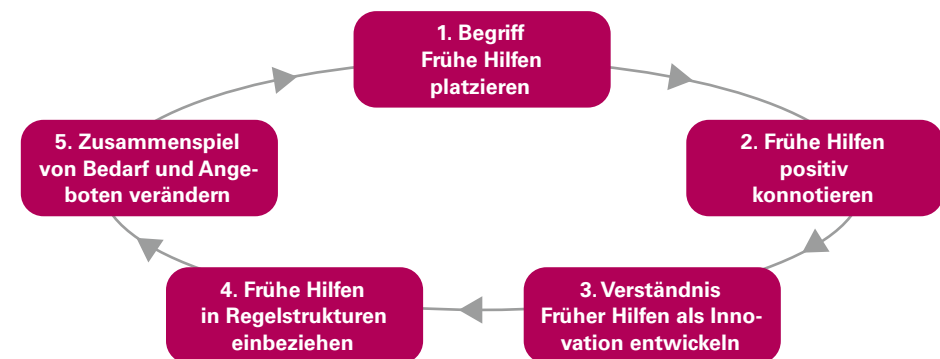 1. Begriff
Frühe Hilfen
platzieren
2. Frühe Hilfen
positiv
konnotieren
3. Verständnis
Früher Hilfen als Inno-
vation entwickeln
4. Frühe Hilfen
in Regelstrukturen
einbeziehen
5. Zusammenspiel
von Bedarf und Ange-
boten verändern